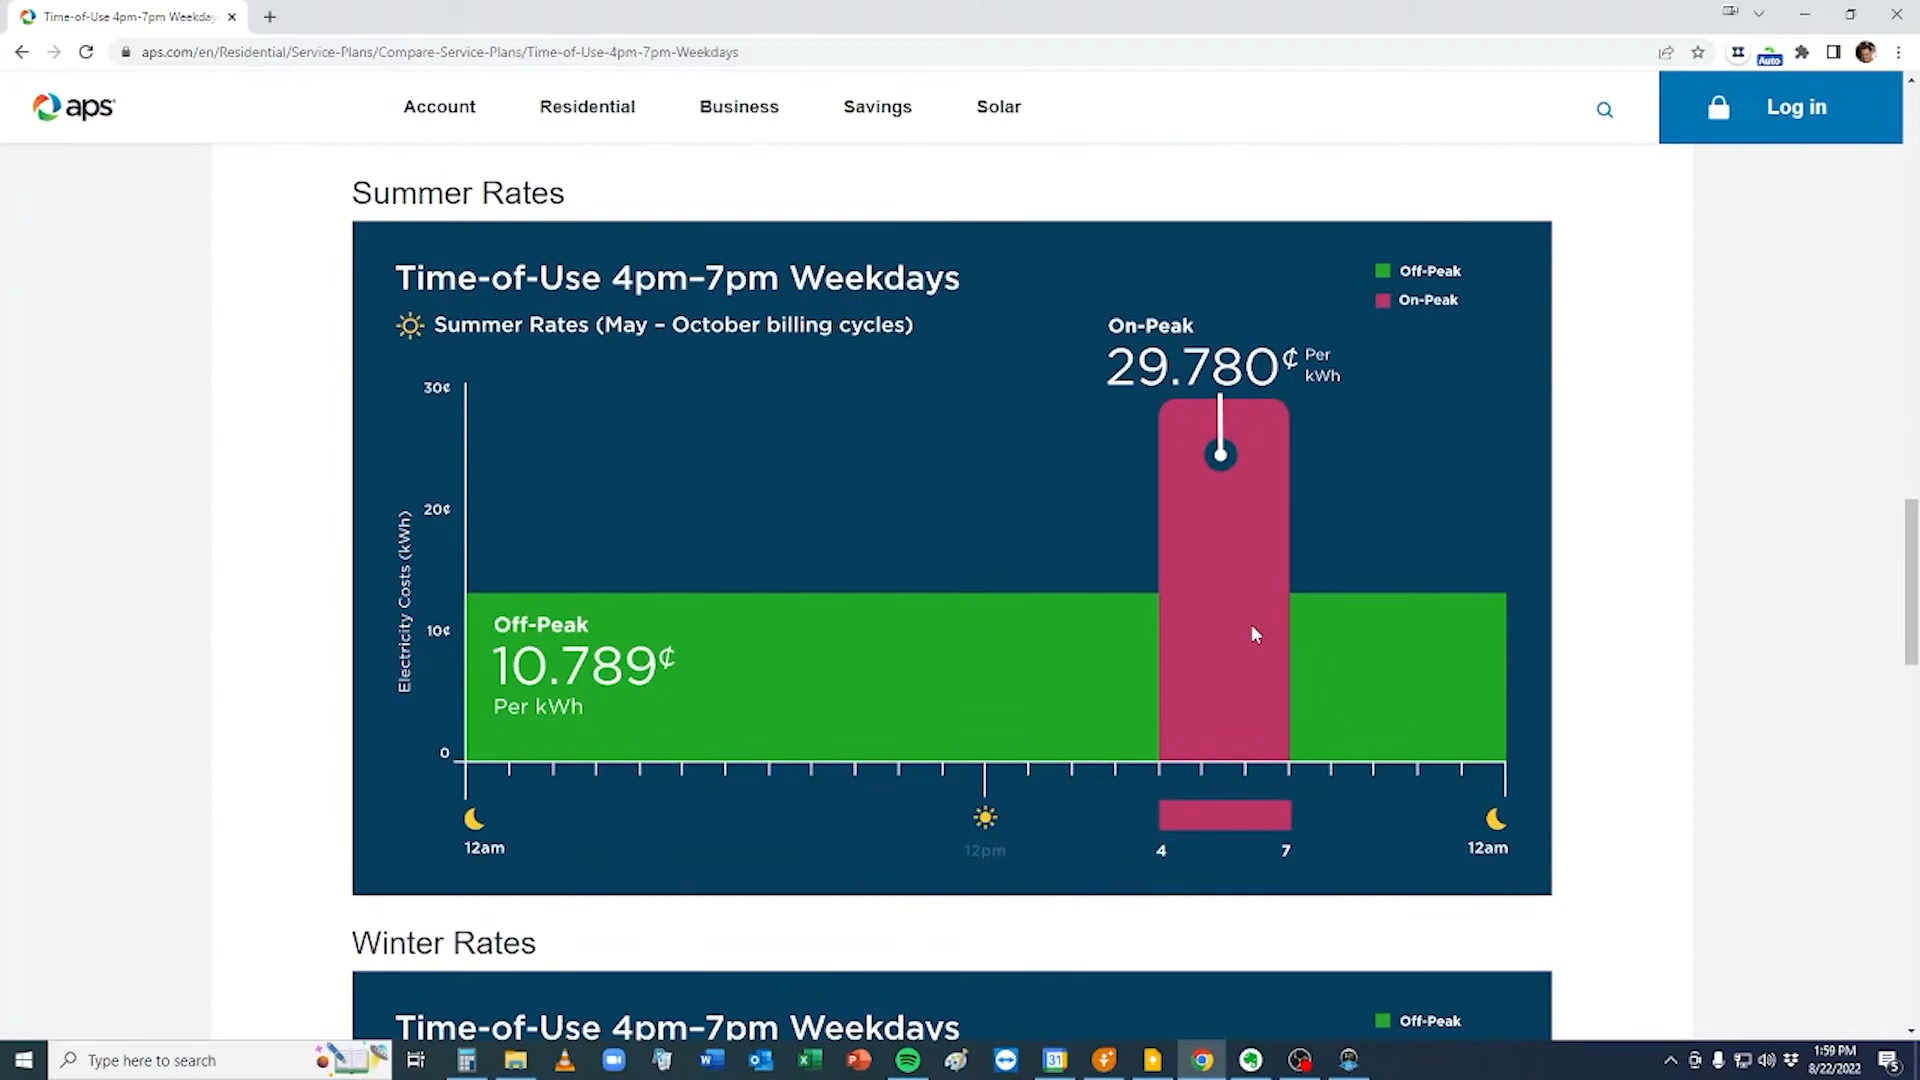 Time-of-Use 4pm-7pm Weekday
aps.com/en/Residential/Service-Plans/Compare-Service-Plans/Time-of-Use-4pm-7pm-Weekdays
Auto
aps
Account
Residential
Business
Savings
Solar
Log in
Summer Rates
Time-of-Use 4pm–7pm Weekdays
Summer Rates (May – October billing cycles)
Off-Peak
On-Peak
On-Peak
29.780¢ Per kWh
30¢
20¢
10¢
0
Electricity Costs (kWh)
Off-Peak
10.789¢
Per kWh
12am
12pm
4
7
12am
Winter Rates
Time-of-Use 4pm–7pm Weekdays
Off-Peak
Type here to search
31
1:59 PM
8/22/2022
5